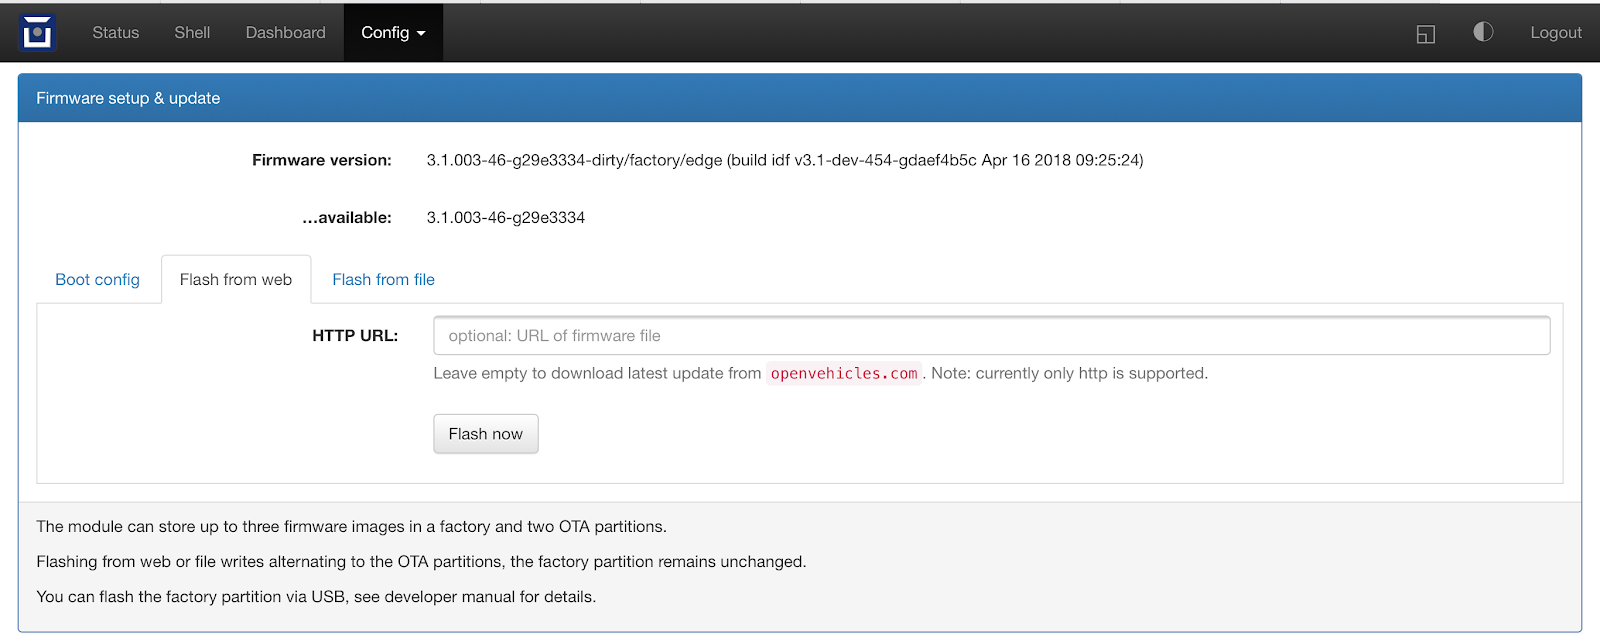 Status Shell Dashboard Config Logout
Firmware setup & update
Firmware version: 3.1.003-46-g29e3334-dirty/factory/edge (build idf v3.1-dev-454-gdaef4b5c Apr 16 2018 09:25:24)
...available: 3.1.003-46-g29e3334
Boot config Flash from web Flash from file
HTTP URL: optional: URL of firmware file
Leave empty to download latest update from openvehicles.com. Note: currently only http is supported.
Flash now
The module can store up to three firmware images in a factory and two OTA partitions.
Flashing from web or file writes alternating to the OTA partitions, the factory partition remains unchanged.
You can flash the factory partition via USB, see developer manual for details.